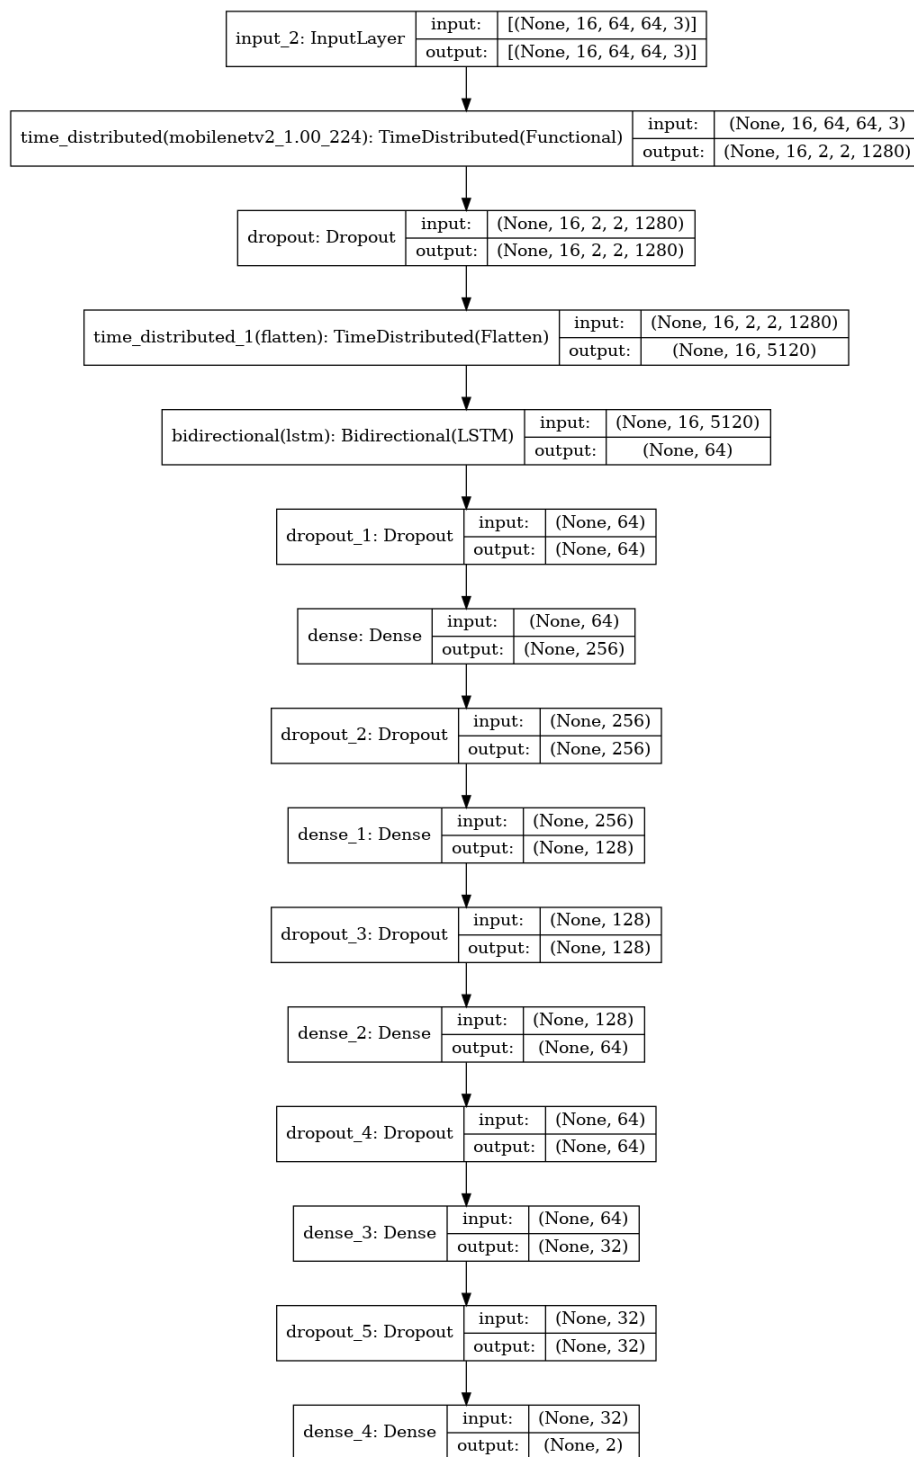 input_2: InputLayer
input: [(None, 16, 64, 64, 3)]
output: [(None, 16, 64, 64, 3)]
time_distributed(mobilenetv2_1.00_224): TimeDistributed(Functional)
input: (None, 16, 64, 64, 3)
output: (None, 16, 2, 2, 1280)
dropout: Dropout
input: (None, 16, 2, 2, 1280)
output: (None, 16, 2, 2, 1280)
time_distributed_1(flatten): TimeDistributed(Flatten)
input: (None, 16, 2, 2, 1280)
output: (None, 16, 5120)
bidirectional(lstm): Bidirectional(LSTM)
input: (None, 16, 5120)
output: (None, 64)
dropout_1: Dropout
input: (None, 64)
output: (None, 64)
dense: Dense
input: (None, 64)
output: (None, 256)
dropout_2: Dropout
input: (None, 256)
output: (None, 256)
dense_1: Dense
input: (None, 256)
output: (None, 128)
dropout_3: Dropout
input: (None, 128)
output: (None, 128)
dense_2: Dense
input: (None, 128)
output: (None, 64)
dropout_4: Dropout
input: (None, 64)
output: (None, 64)
dense_3: Dense
input: (None, 64)
output: (None, 32)
dropout_5: Dropout
input: (None, 32)
output: (None, 32)
dense_4: Dense
input: (None, 32)
output: (None, 2)